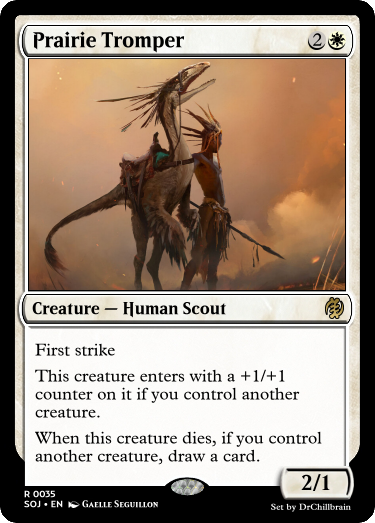 Prairie Tromper 2
Creature — Human Scout
First strike
This creature enters with a +1/+1
counter on it if you control another
creature.
When this creature dies, if you control
another creature, draw a card.
2/1
R 0035
SOJ • EN Gaelle Seguillon
Set by DrChillbrain